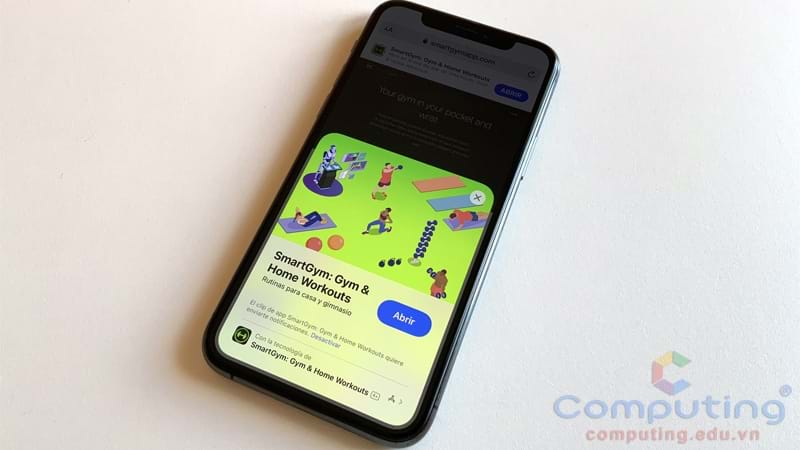 AA smartgymapp.com
SmartGym: Gym & Home Workouts
ABRIR
Your gym in your pocket and
SmartGym: Gym &
Home Workouts
Rutinas para casa y gimnasio
Abrir
El clip de app SmartGym: Gym & Home Workouts quiere
enviarte notificaciones. Desactivar
Con la tecnología de
SmartGym: Gym & Home Workouts
Computing®
computing.edu.vn